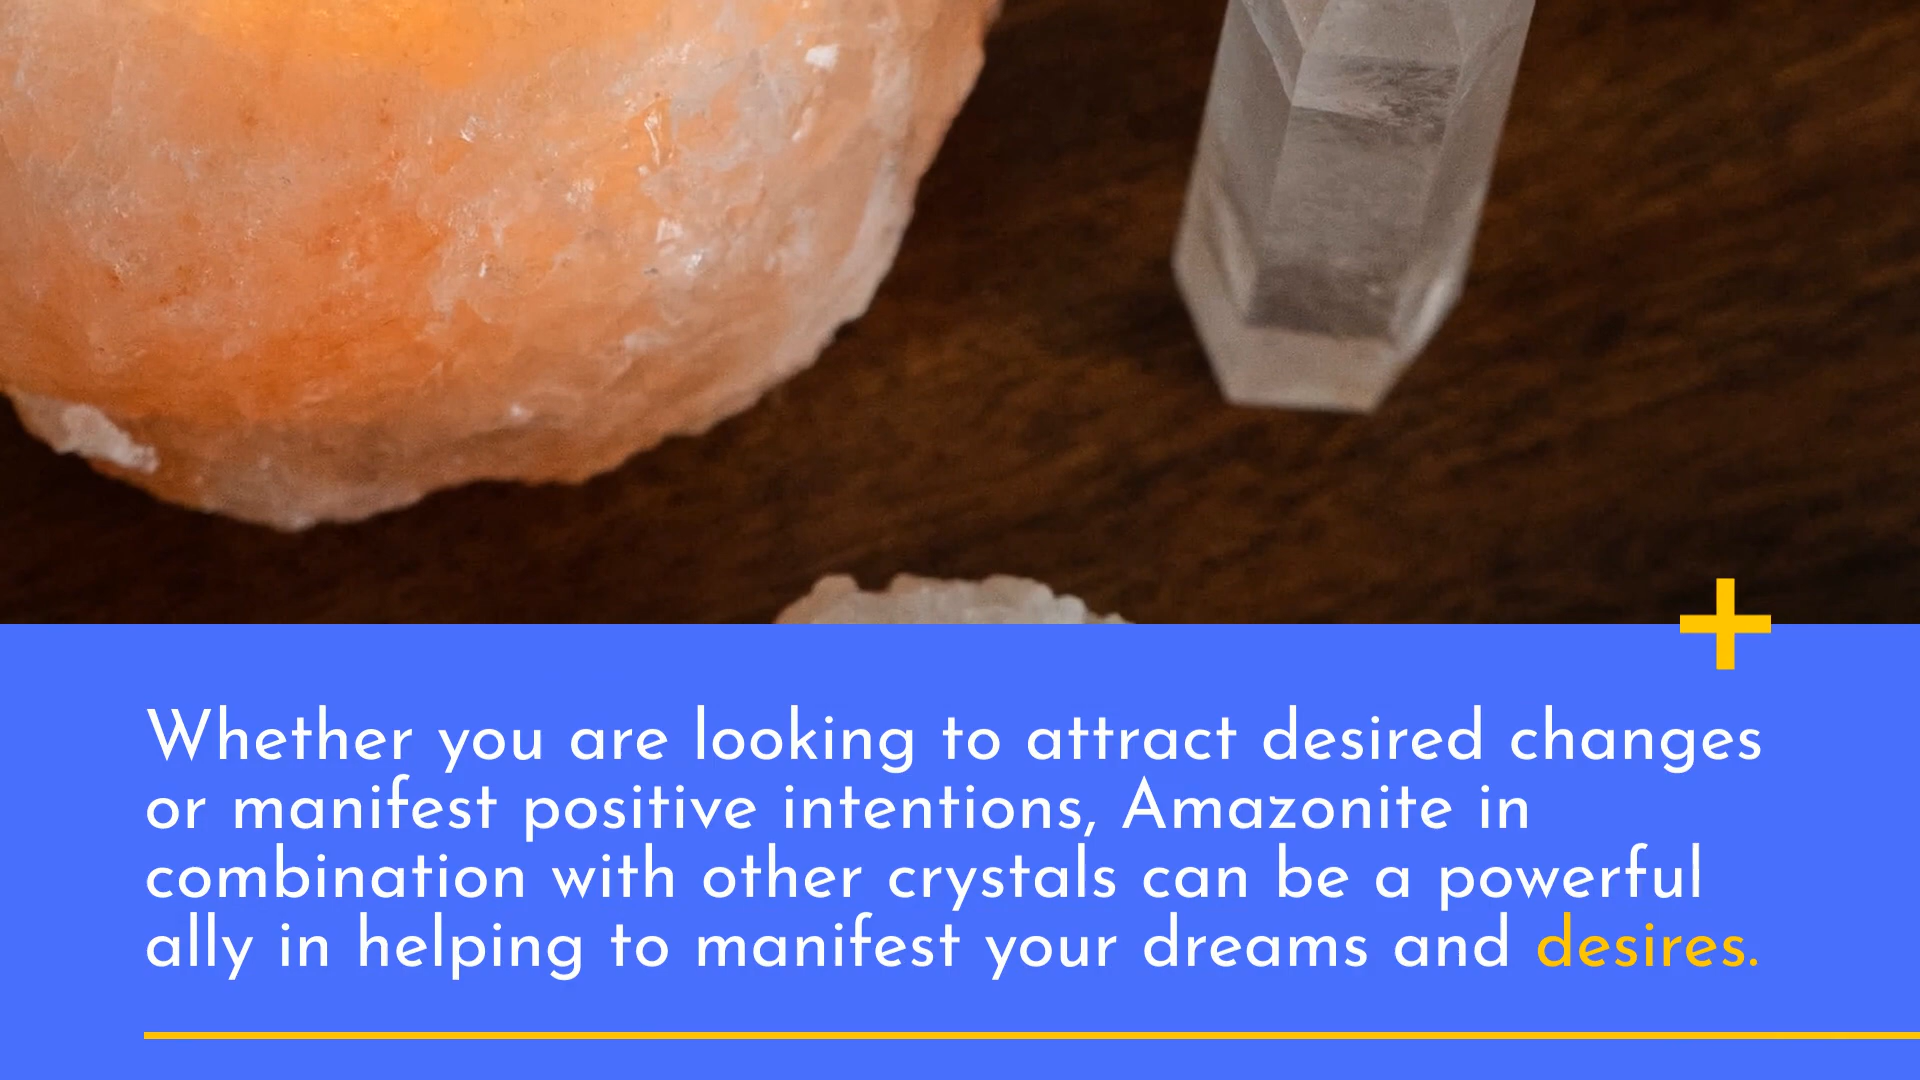 Whether you are looking to attract desired changes
or manifest positive intentions, Amazonite in
combination with other crystals can be a powerful
ally in helping to manifest your dreams and desires.